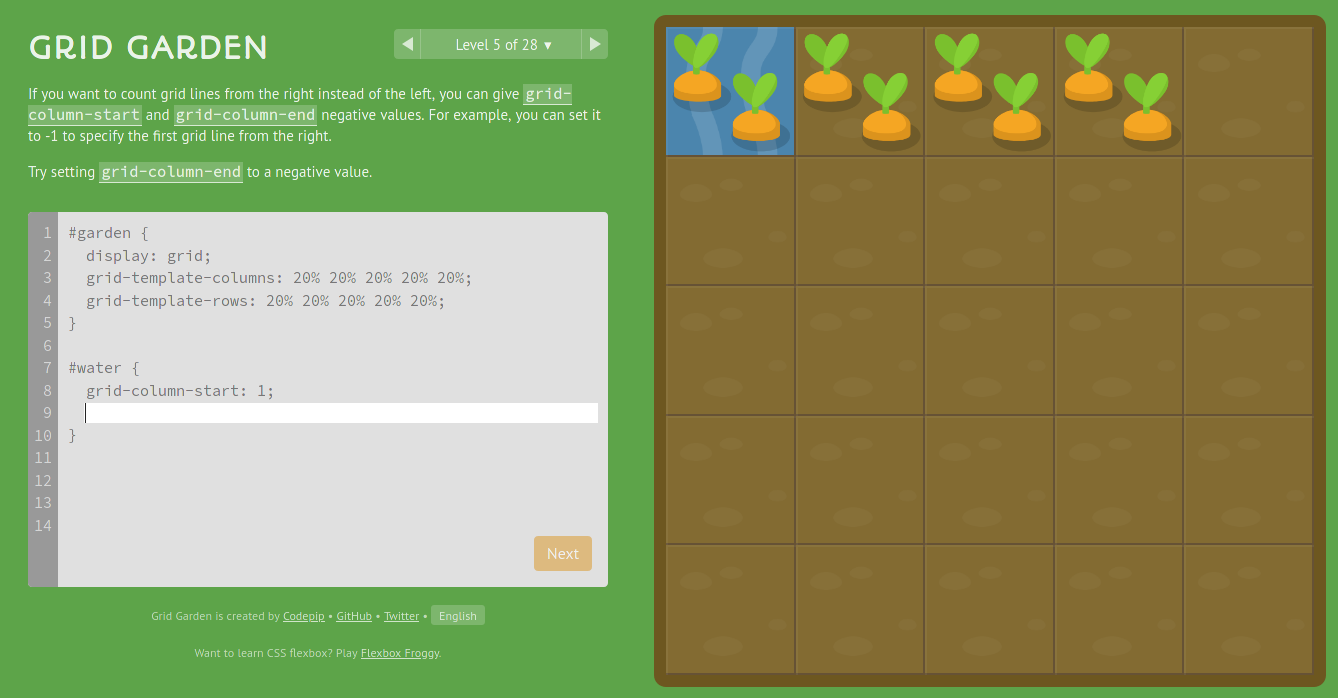 GRID GARDEN
◀ Level 5 of 28 ▼ ▶
If you want to count grid lines from the right instead of the left, you can give grid-
column-start and grid-column-end negative values. For example, you can set it
to -1 to specify the first grid line from the right.
Try setting grid-column-end to a negative value.
1 #garden {
2 display: grid;
3 grid-template-columns: 20% 20% 20% 20% 20%;
4 grid-template-rows: 20% 20% 20% 20% 20%;
5 }
6
7 #water {
8 grid-column-start: 1;
9
10 }
11
12
13
14
Next
Grid Garden is created by Codepip • GitHub • Twitter • English
Want to learn CSS flexbox? Play Flexbox Froggy.